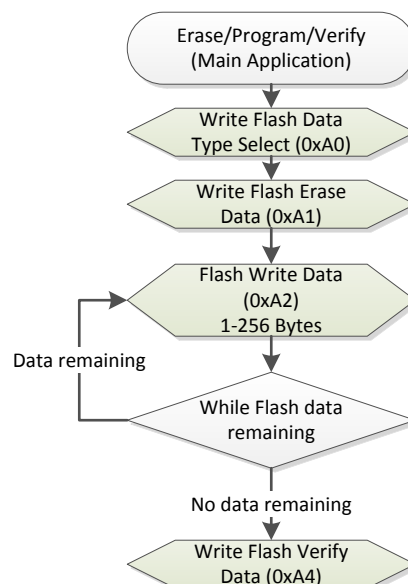 Erase/Program/Verify
(Main Application)
Write Flash Data
Type Select (0xA0)
Write Flash Erase
Data (0xA1)
Flash Write Data
(0xA2)
1-256 Bytes
Data remaining
While Flash data
remaining
No data remaining
Write Flash Verify
Data (0xA4)